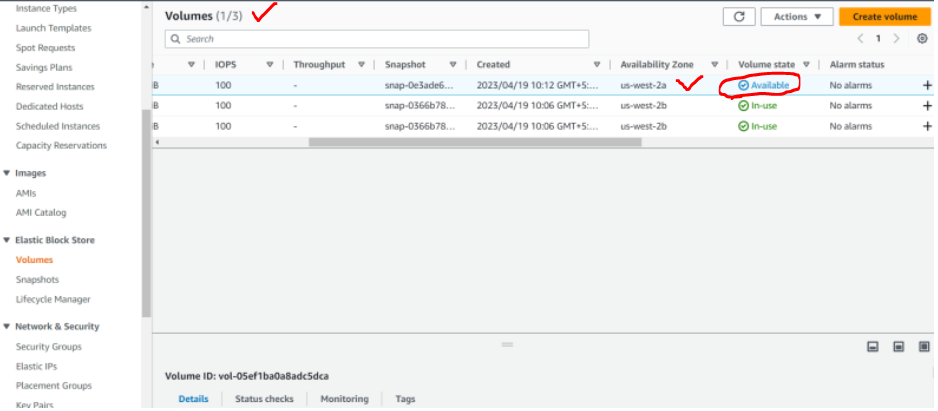 Instance Types
Launch Templates
Spot Requests
Savings Plans
Reserved Instances
Dedicated Hosts
Scheduled Instances
Capacity Reservations
Images
AMIs
AMI Catalog
Elastic Block Store
Volumes
Snapshots
Lifecycle Manager
Network & Security
Security Groups
Elastic IPs
Placement Groups
Key Pairs
Volumes (1/3)
Actions
Create volume
Search
1
IOPS Throughput Snapshot Created Availability Zone Volume state Alarm status
iB 100 - snap-0e3ade6... 2023/04/19 10:12 GMT+5:... us-west-2a Available No alarms
iB 100 - snap-0366b78... 2023/04/19 10:06 GMT+5:... us-west-2b In-use No alarms
iB 100 - snap-0366b78... 2023/04/19 10:06 GMT+5:... us-west-2b In-use No alarms
Volume ID: vol-05ef1ba0a8adc5dca
Details Status checks Monitoring Tags